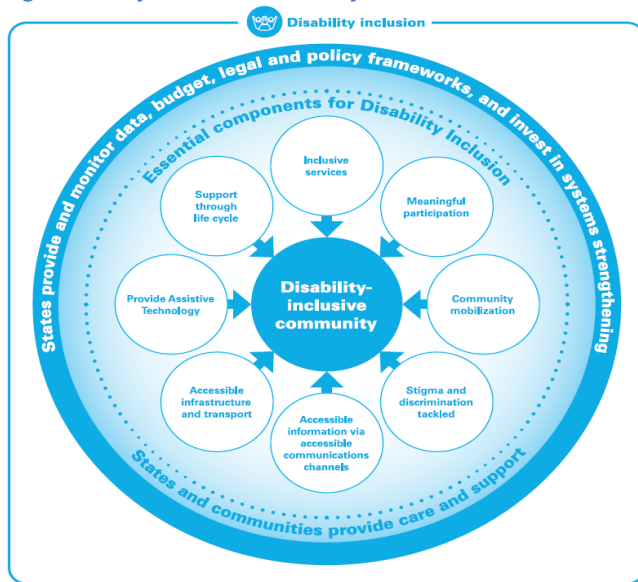 Disability inclusion
States provide and monitor data, budget, legal and policy frameworks, and invest in systems strengthening
Essential components for Disability Inclusion
Inclusive
services
Meaningful
participation
Community
mobilization
Stigma and
discrimination
tackled
Accessible
information via
accessible
communications
channels
Accessible
infrastructure
and transport
Provide Assistive
Technology
Support
through
life cycle
Disability-
inclusive
community
States and communities provide care and support